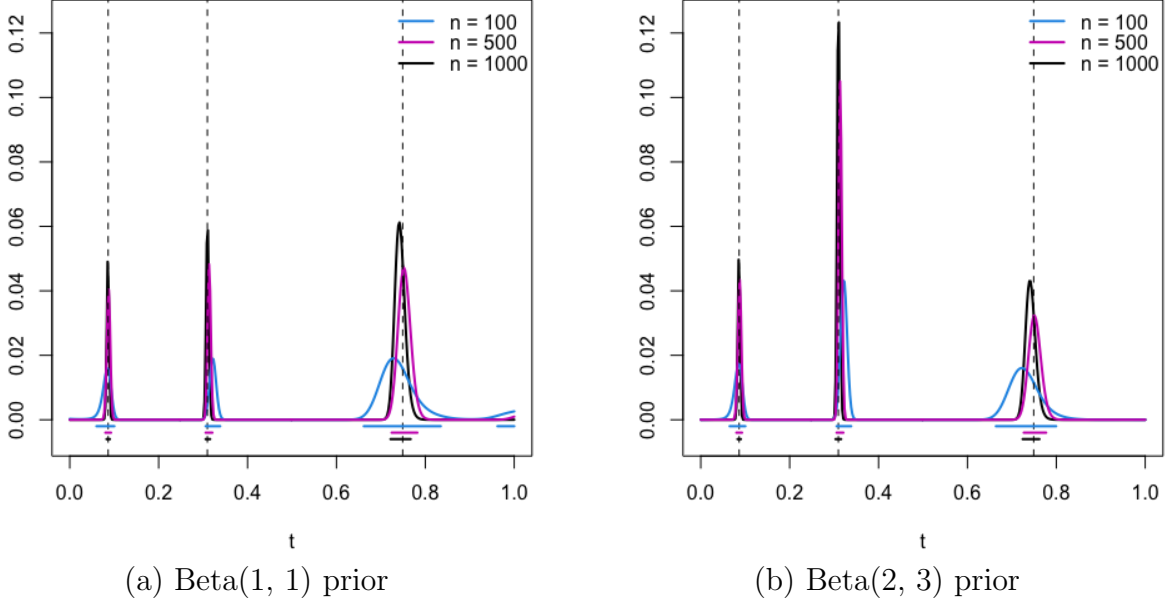 0.12
0.10
0.08
0.06
0.04
0.02
0.00
n = 100
n = 500
n = 1000
0.0 0.2 0.4 0.6 0.8 1.0
t
(a) Beta(1, 1) prior
0.12
0.10
0.08
0.06
0.04
0.02
0.00
n = 100
n = 500
n = 1000
0.0 0.2 0.4 0.6 0.8 1.0
t
(b) Beta(2, 3) prior